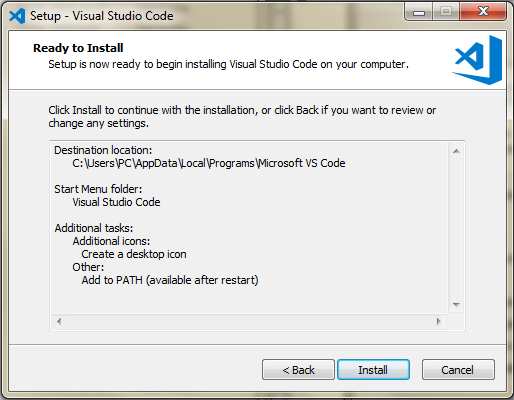 Setup - Visual Studio Code
Ready to Install
Setup is now ready to begin installing Visual Studio Code on your computer.
Click Install to continue with the installation, or click Back if you want to review or
change any settings.
Destination location:
C:\Users\PC\AppData\Local\Programs\Microsoft VS Code
Start Menu folder:
Visual Studio Code
Additional tasks:
Additional icons:
Create a desktop icon
Other:
Add to PATH (available after restart)
< Back Install Cancel